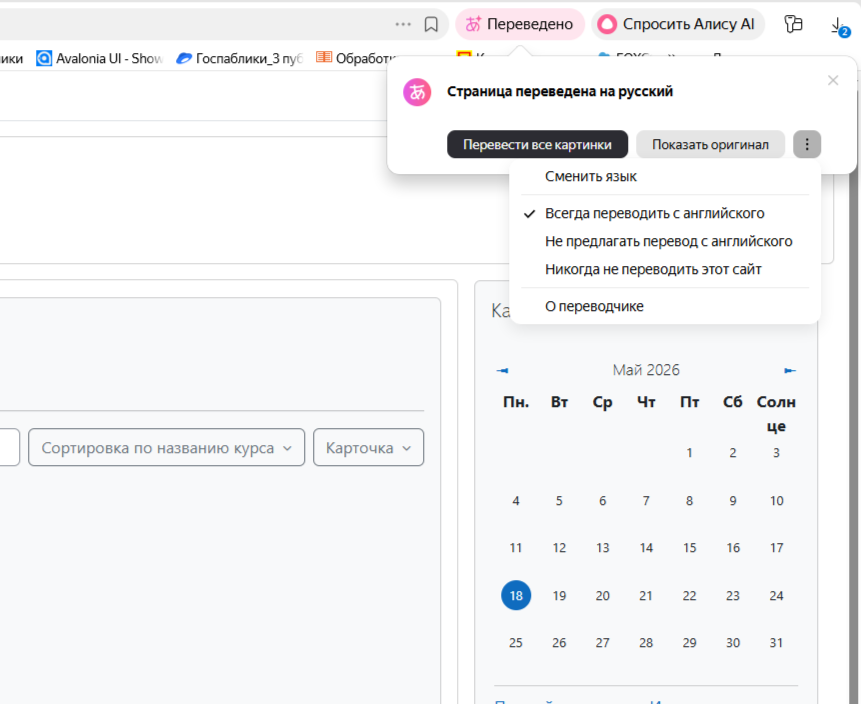 Переведено
Спросить Алису AI
2
Avalonia UI - Show
Госпаблики_3 пуб
Страница переведена на русский
Перевести все картинки
Показать оригинал
Сменить язык
Всегда переводить с английского
Не предлагать перевод с английского
Никогда не переводить этот сайт
О переводчике
Сортировка по названию курса
Карточка
Май 2026
Пн. Вт Ср Чт Пт Сб Солн
це
1 2 3
4 5 6 7 8 9 10
11 12 13 14 15 16 17
18 19 20 21 22 23 24
25 26 27 28 29 30 31